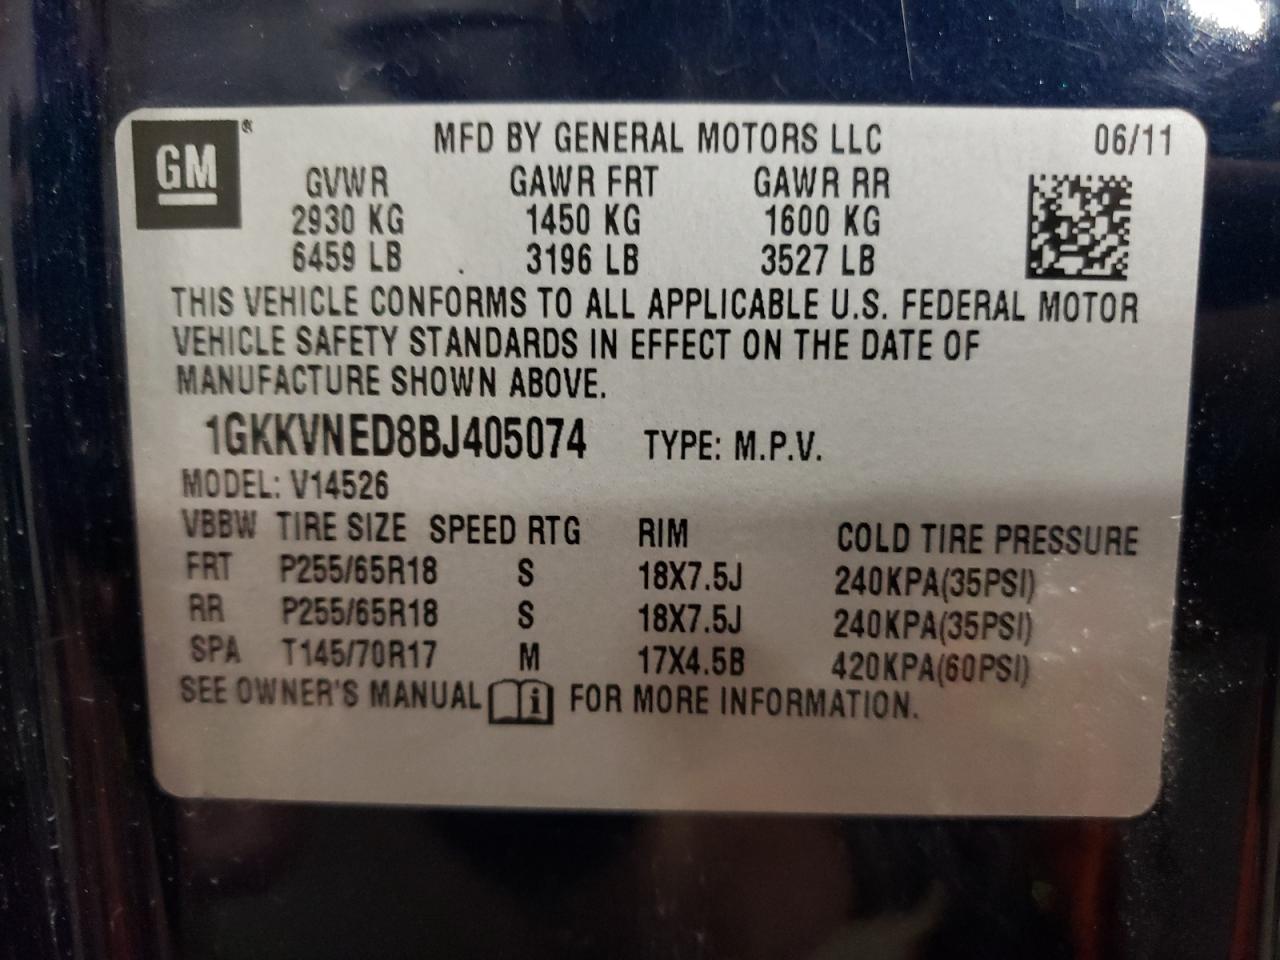 GM® MFD BY GENERAL MOTORS LLC 06/11
GVWR GAWR FRT GAWR RR
2930 KG 1450 KG 1600 KG
6459 LB 3196 LB 3527 LB
THIS VEHICLE CONFORMS TO ALL APPLICABLE U.S. FEDERAL MOTOR
VEHICLE SAFETY STANDARDS IN EFFECT ON THE DATE OF
MANUFACTURE SHOWN ABOVE.
1GKKVNED8BJ405074 TYPE: M.P.V.
MODEL: V14526
VBBW TIRE SIZE SPEED RTG RIM COLD TIRE PRESSURE
FRT P255/65R18 S 18X7.5J 240KPA(35PSI)
RR P255/65R18 S 18X7.5J 240KPA(35PSI)
SPA T145/70R17 M 17X4.5B 420KPA(60PSI)
SEE OWNER'S MANUAL i FOR MORE INFORMATION.